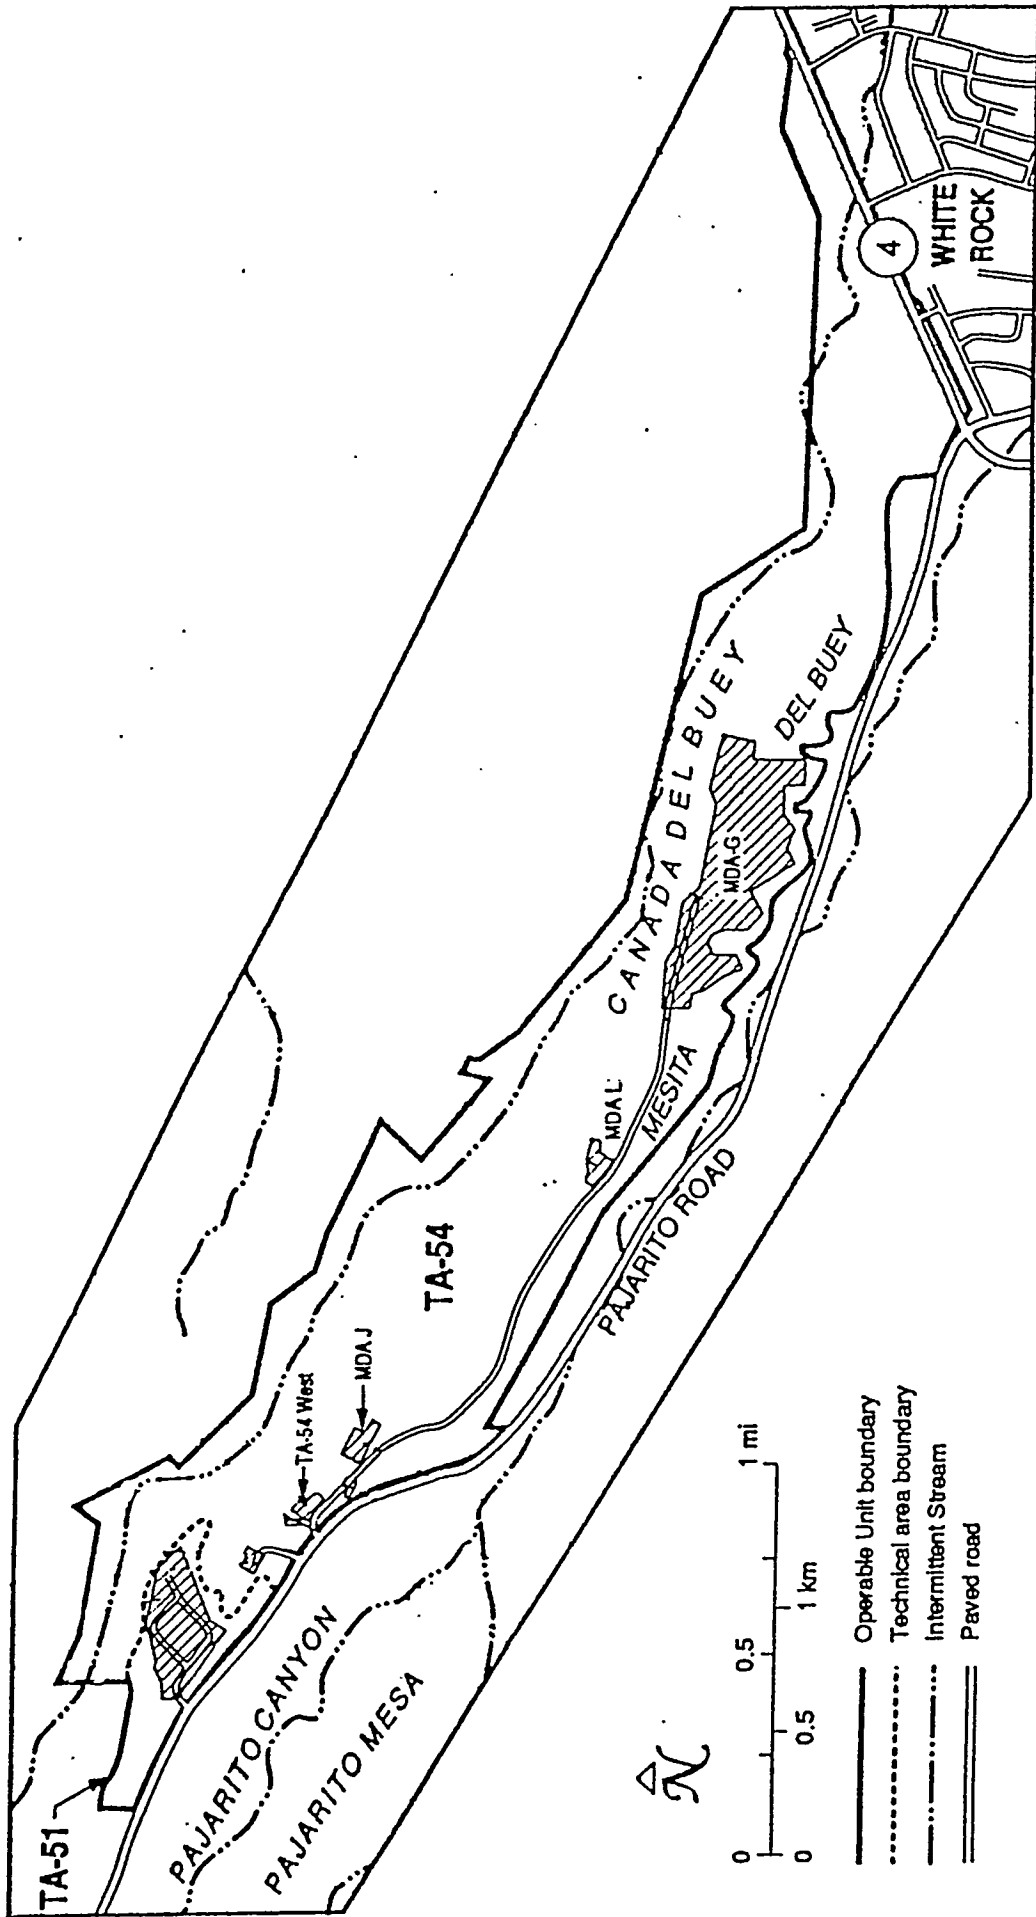 TA-51
TA-54 West
MDA J
TA-54
PAJARITO CANYON
PAJARITO MESA
PAJARITO ROAD
MDA L
MESITA
DEL BUEY
CANADA DEL BUEY
MDA-G
4
WHITE
ROCK
N
0 0.5 1 mi
0 0.5 1 km
Operable Unit boundary
Technical area boundary
Intermittent Stream
Paved road